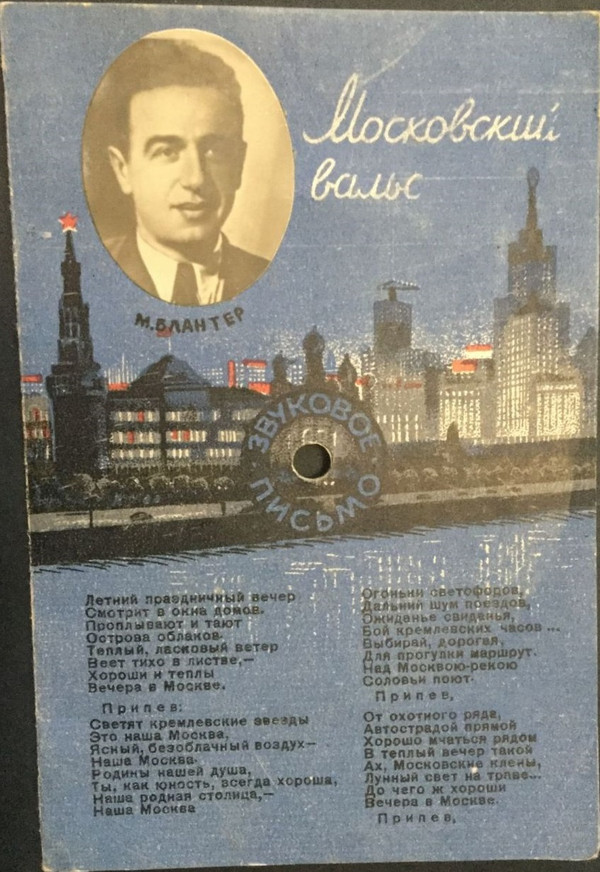 Московский
вальс
М. БЛАНТЕР
ЗВУКОВОЕ
ПИСЬМО
Летний праздничный вечер
Смотрит в окна домов.
Проплывают и тают
Острова облаков.
Теплый, ласковый ветер
Веет тихо в листве,—
Хороши и теплы
Вечера в Москве.
Припев:
Светят кремлевские звезды
Это наша Москва,
Ясный, безоблачный воздух—
Наша Москва.
Родины нашей душа,
Ты, как юность, всегда хороша,
Наша родная столица,—
Наша Москва
Огоньки светофоров,
Дальний шум поездов,
Ожиданье свиданья,
Бой кремлевских часов...
Выбирай, дорогая,
Для прогулки маршрут.
Над Москвою-рекою
Соловьи поют.
Припев,
От охотного ряда,
Автострадой прямой
Хорошо мчаться рядом
В теплый вечер такой
Ах, Московские клены,
Лунный свет на траве...
До чего ж хороши
Вечера в Москве.
Припев,